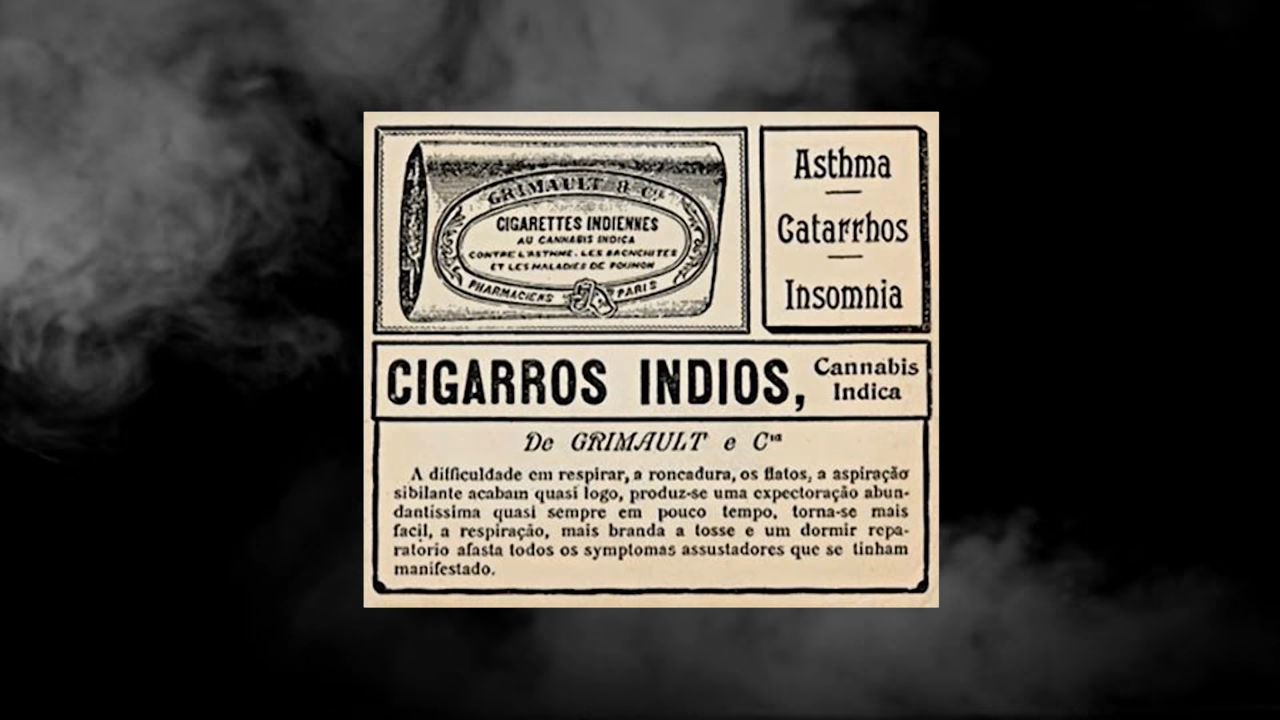 GRIMAULT & Cie
CIGARETTES INDIENNES
AU CANNABIS INDICA
CONTRE L'ASTHME. LES BRONCHITES
ET LES MALADIES DE POUMON
PHARMACIENS PARIS
Asthma
Catarrhos
Insomnia
CIGARROS INDIOS,
Cannabis
Indica
De GRIMAULT e Cia
A difficuldade em respirar, a roncadura, os flatos, a aspiração
sibilante acabam quasi logo, produz-se uma expectoração abun-
dantissima quasi sempre em pouco tempo, torna-se mais
facil, a respiração, mais branda a tosse e um dormir repa-
ratorio afasta todos os symptomas assustadores que se tinham
manifestado.